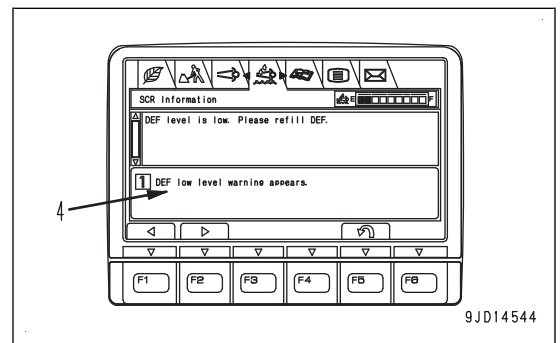 SCR Information
E F
DEF level is low. Please refill DEF.
1 DEF low level warning appears.
4
F1 F2 F3 F4 F5 F6
9JD14544